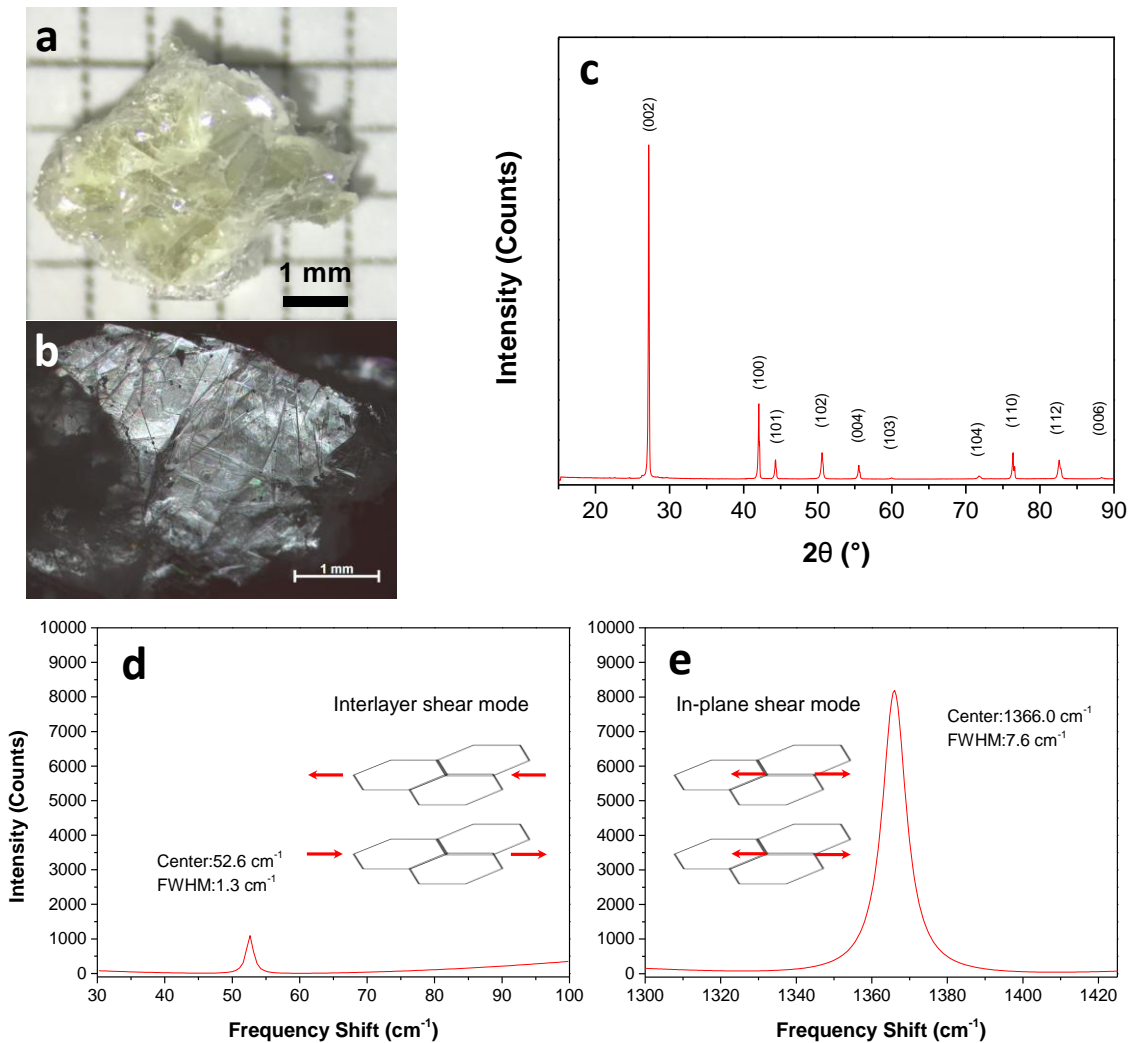 a
1 mm
b
1 mm
c
Intensity (Counts)
(002)
(100)
(101)
(102)
(004)
(103)
(104)
(110)
(112)
(006)
20 30 40 50 60 70 80 90
2θ (°)
d
Intensity (Counts)
10000
9000
8000
7000
6000
5000
4000
3000
2000
1000
0
Interlayer shear mode
Center:52.6 cm⁻¹
FWHM:1.3 cm⁻¹
30 40 50 60 70 80 90 100
Frequency Shift (cm⁻¹)
e
10000
9000
8000
7000
6000
5000
4000
3000
2000
1000
0
In-plane shear mode
Center:1366.0 cm⁻¹
FWHM:7.6 cm⁻¹
1300 1320 1340 1360 1380 1400 1420
Frequency Shift (cm⁻¹)